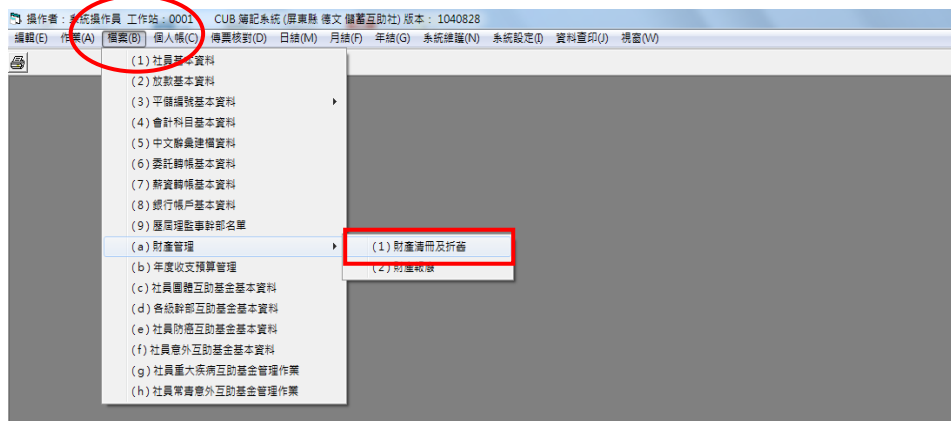 操作者：系統操作員 工作站：0001 CUB 簿記系統 (屏東縣 德文 儲蓄互助社) 版本： 1040828
編輯(E) 作業(A) 檔案(B) 個人帳(C) 傳票核對(D) 日結(M) 月結(F) 年結(G) 系統維護(N) 系統設定(I) 資料查印(J) 視窗(W)
(1)社員基本資料
(2)放款基本資料
(3)平儲編號基本資料
(4)會計科目基本資料
(5)中文辭彙建檔資料
(6)委託轉帳基本資料
(7)薪資轉帳基本資料
(8)銀行帳戶基本資料
(9)歷屆理監事幹部名單
(a)財產管理
(1)財產清冊及折舊
(2)財產報廢
(b)年度收支預算管理
(c)社員團體互助基金基本資料
(d)各級幹部互助基金基本資料
(e)社員防癌互助基金基本資料
(f)社員意外互助基金基本資料
(g)社員重大疾病互助基金管理作業
(h)社員常青意外互助基金管理作業